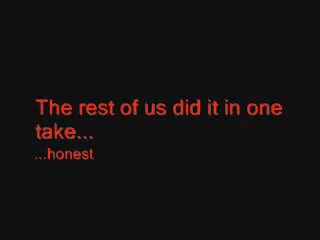 The rest of us did it in one
take...
...honest